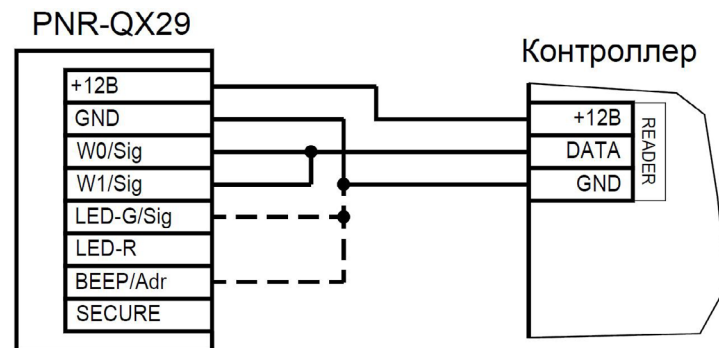 PNR-QX29
+12В
GND
W0/Sig
W1/Sig
LED-G/Sig
LED-R
BEEP/Adr
SECURE
Контроллер
+12В
DATA
GND
READER